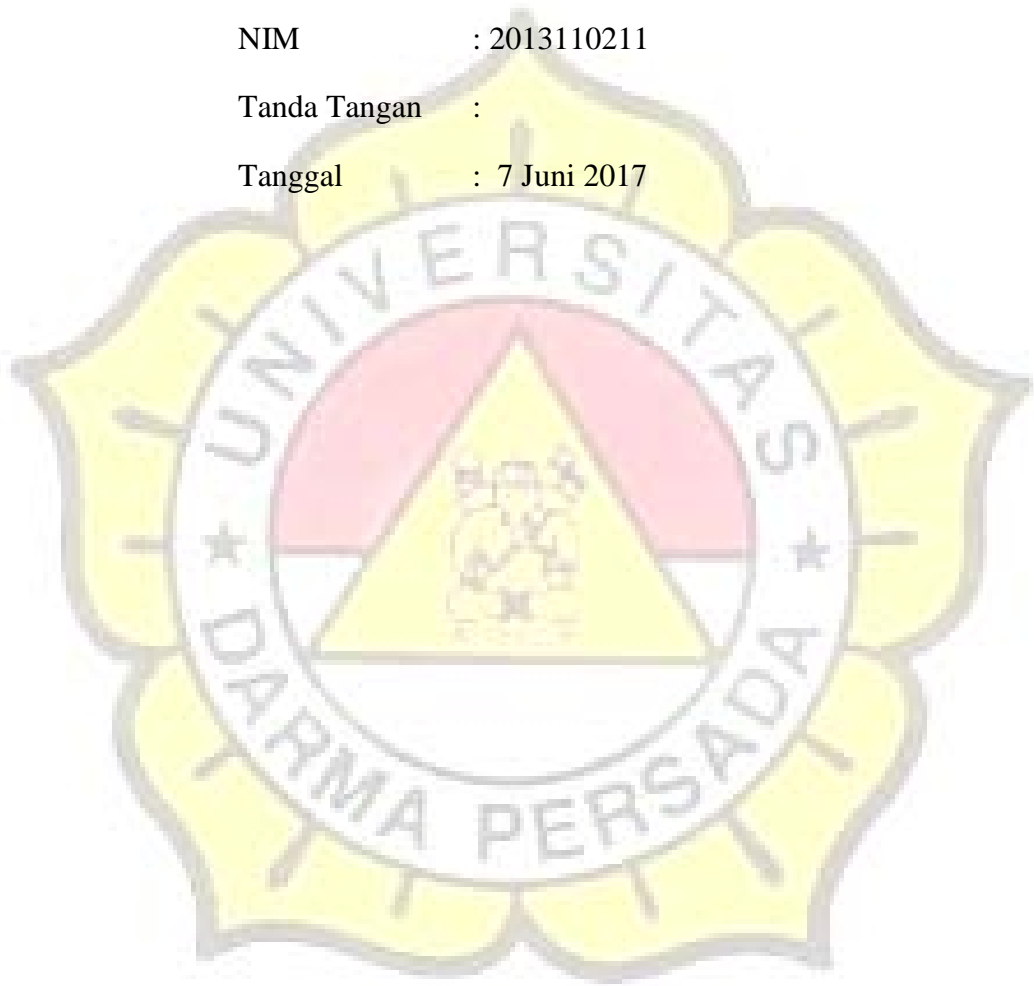 NIM : 2013110211
Tanda Tangan :
Tanggal : 7 Juni 2017
UNIVERSITAS
DARMA PERSADA